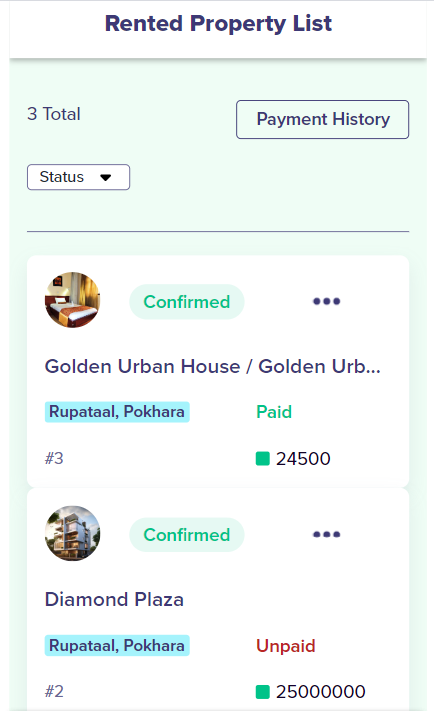 Rented Property List
3 Total
Payment History
Status
Confirmed
Golden Urban House / Golden Urb...
Rupataal, Pokhara
Paid
#3
24500
Confirmed
Diamond Plaza
Rupataal, Pokhara
Unpaid
#2
25000000